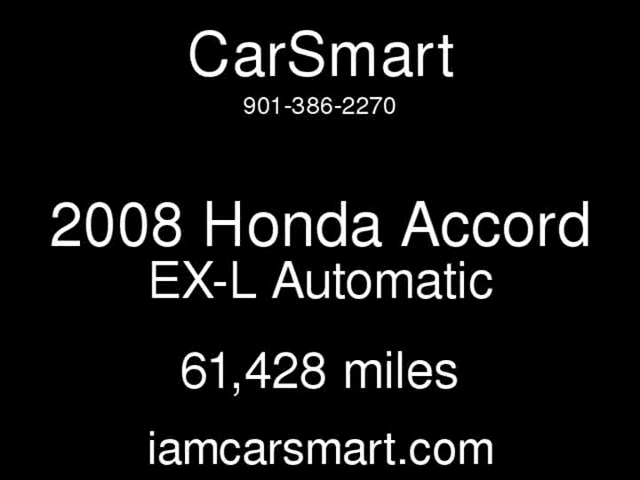 CarSmart
901-386-2270
2008 Honda Accord
EX-L Automatic
61,428 miles
iamcarsmart.com